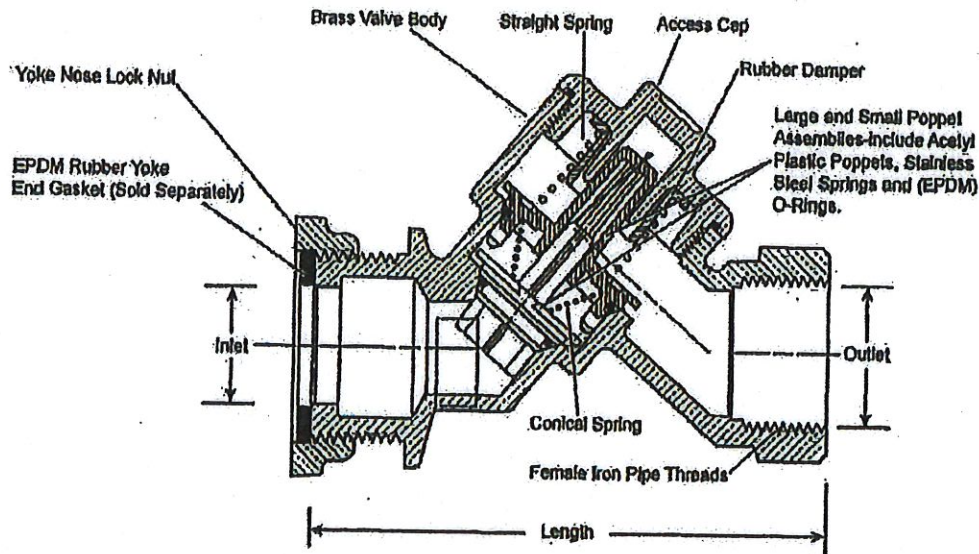 Brass Valve Body
Straight Spring
Access Cap
Yoke Nose Lock Nut
Rubber Damper
Large and Small Poppet
Assemblies-Include Acetyl
Plastic Poppets, Stainless
Steel Springs and (EPDM)
O-Rings.
EPDM Rubber Yoke
End Gasket (Sold Separately)
Inlet
Outlet
Conical Spring
Female Iron Pipe Threads
Length